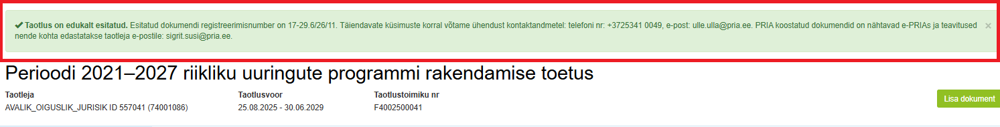 ✔ Taotlus on edukalt esitatud. Esitatud dokumendi registreerimisnumber on 17-29.6/26/11. Täiendavate küsimuste korral võtame ühendust kontaktandmetel: telefoni nr: +3725341 0049, e-post: ulle.ulla@pria.ee. PRIA koostatud dokumendid on nähtavad e-PRIAs ja teavitused ×
nende kohta edastatakse taotleja e-postile: sigrit.susi@pria.ee.
Perioodi 2021–2027 riikliku uuringute programmi rakendamise toetus
Taotleja Taotlusvoor Taotlustoimiku nr
AVALIK_OIGUSLIK_JURISIK ID 557041 (74001086) 25.08.2025 - 30.06.2029 F4002500041
Lisa dokument